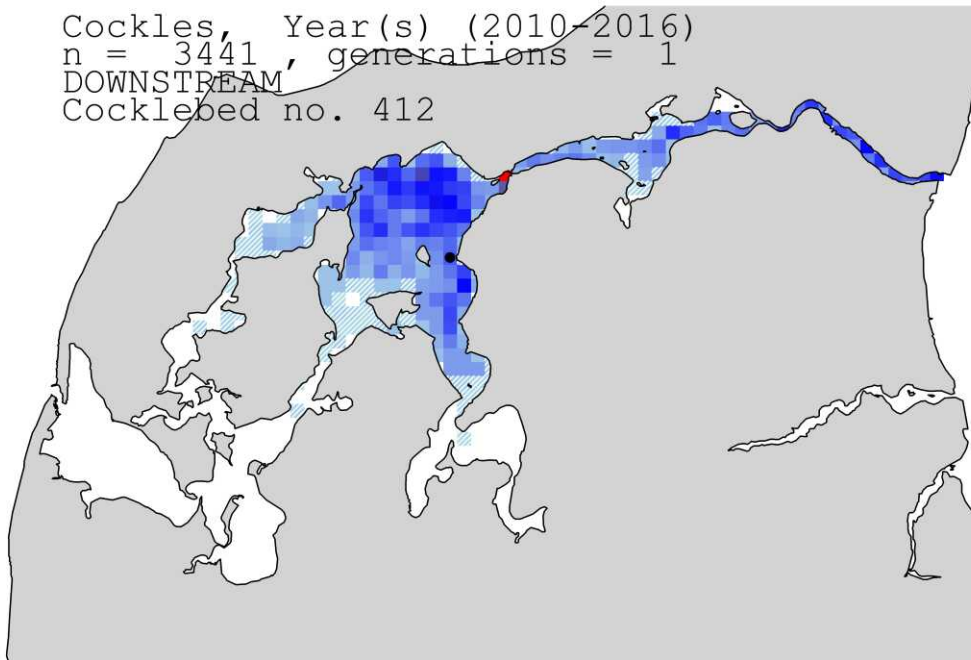 Cockles, Year(s) (2010-2016)
n = 3441 , generations = 1
DOWNSTREAM
Cocklebed no. 412